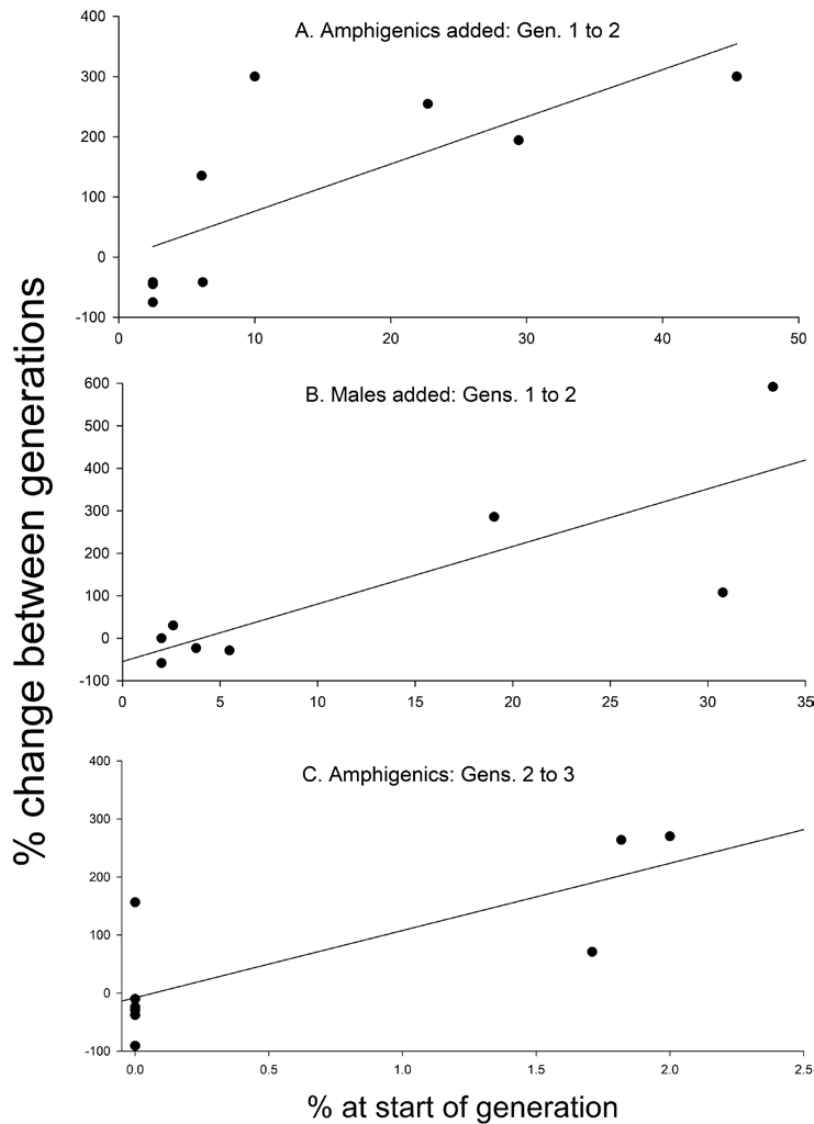 % change between generations
A. Amphigenics added: Gen. 1 to 2
400
300
200
100
0
-100
0 10 20 30 40 50
B. Males added: Gens. 1 to 2
600
500
400
300
200
100
0
-100
0 5 10 15 20 25 30 35
C. Amphigenics: Gens. 2 to 3
400
300
200
100
0
-100
0.0 0.5 1.0 1.5 2.0 2.5
% at start of generation